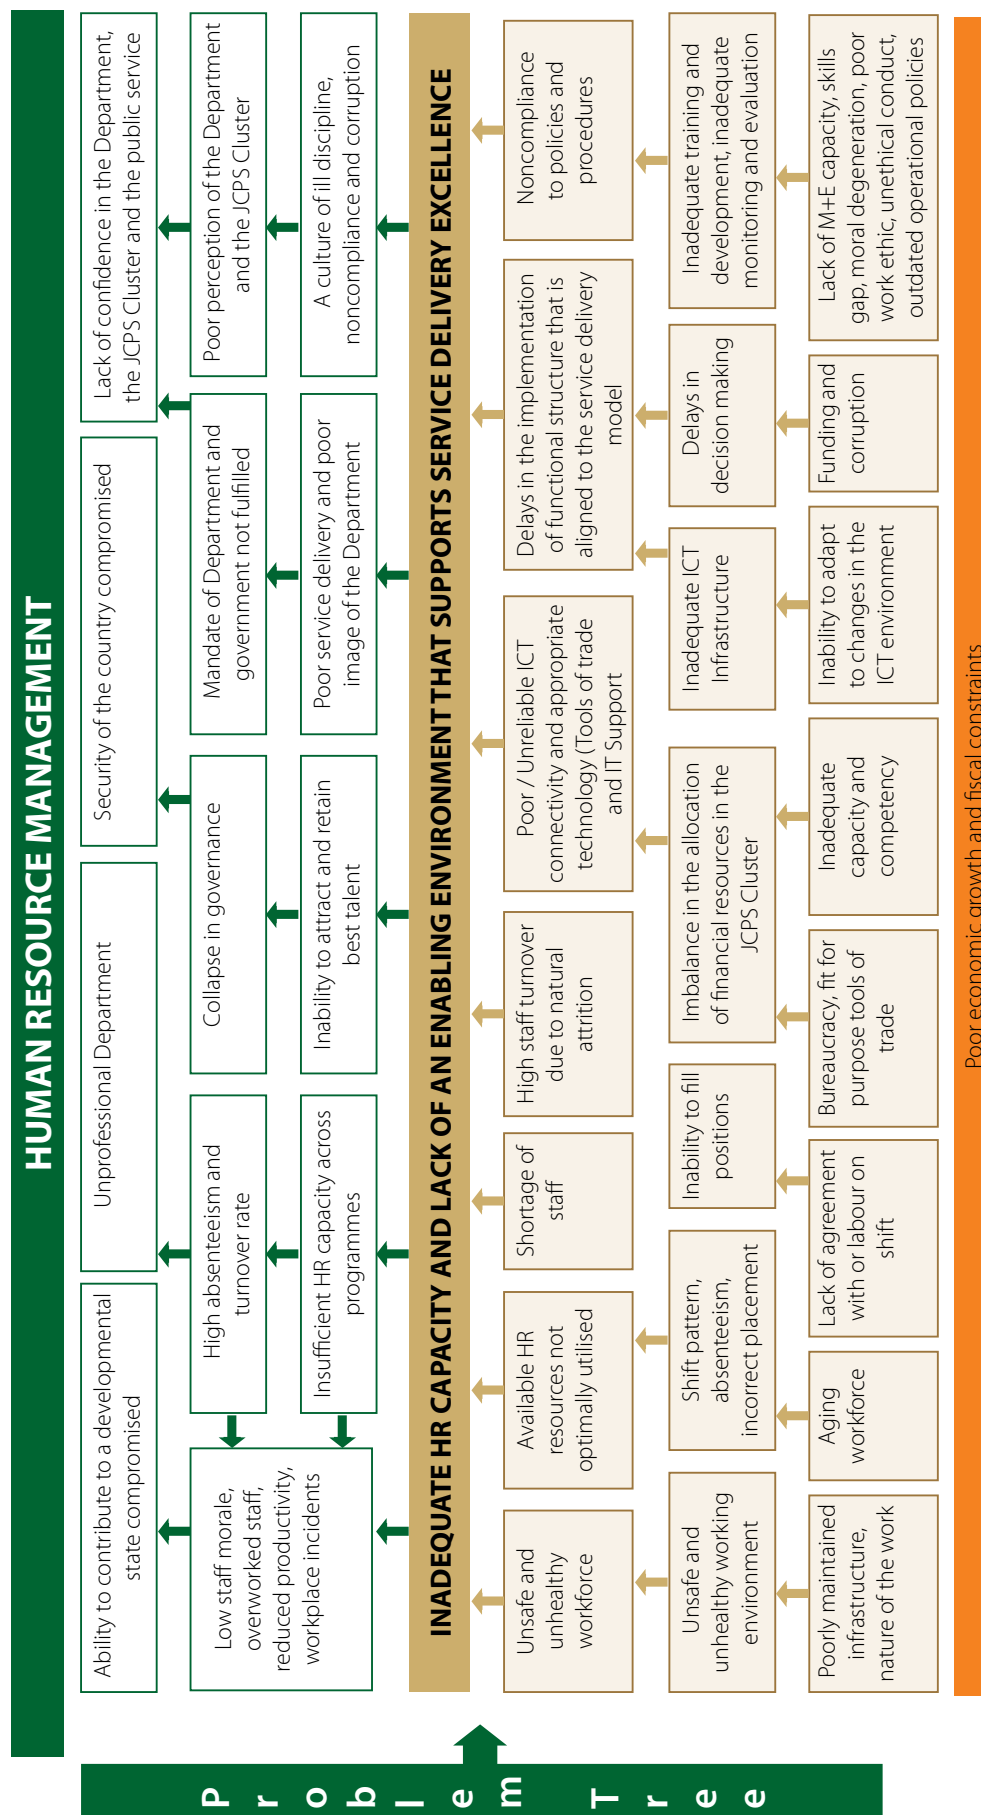 HUMAN RESOURCE MANAGEMENT
Problem Tree
Ability to contribute to a developmental
state compromised
Unprofessional Department
Security of the country compromised
Lack of confidence in the Department,
the JCPS Cluster and the public service
Low staff morale,
overworked staff,
reduced productivity,
workplace incidents
High absenteeism and
turnover rate
Collapse in governance
Mandate of Department and
government not fulfilled
Poor perception of the Department
and the JCPS Cluster
Insufficient HR capacity across
programmes
Inability to attract and retain
best talent
Poor service delivery and poor
image of the Department
A culture of ill discipline,
noncompliance and corruption
INADEQUATE HR CAPACITY AND LACK OF AN ENABLING ENVIRONMENT THAT SUPPORTS SERVICE DELIVERY EXCELLENCE
Unsafe and
unhealthy
workforce
Available HR
resources not
optimally utilised
Shortage of
staff
High staff turnover
due to natural
attrition
Poor / Unreliable ICT
connectivity and appropriate
technology (Tools of trade
and IT Support
Delays in the implementation
of functional structure that is
aligned to the service delivery
model
Noncompliance
to policies and
procedures
Unsafe and
unhealthy working
environment
Shift pattern,
absenteeism,
incorrect placement
Inability to fill
positions
Imbalance in the allocation
of financial resources in the
JCPS Cluster
Inadequate ICT
Infrastructure
Delays in
decision making
Inadequate training and
development, inadequate
monitoring and evaluation
Poorly maintained
infrastructure,
nature of the work
Aging
workforce
Lack of agreement
with or labour on
shift
Bureaucracy, fit for
purpose tools of
trade
Inadequate
capacity and
competency
Inability to adapt
to changes in the
ICT environment
Funding and
corruption
Lack of M+E capacity, skills
gap, moral degeneration, poor
work ethic, unethical conduct,
outdated operational policies
Poor economic growth and fiscal constraints